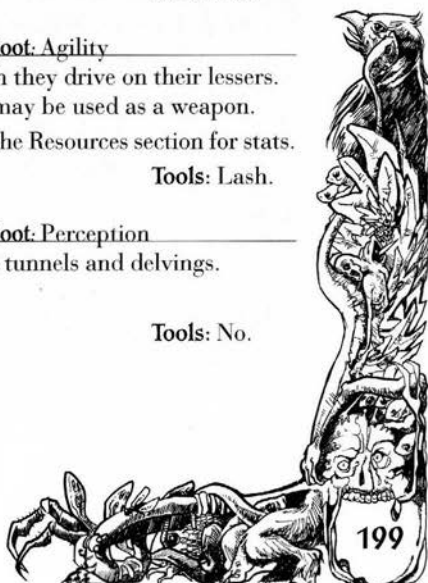 oot: Agility
n they drive on their lessers.
may be used as a weapon.
he Resources section for stats.
Tools: Lash.
oot: Perception
tunnels and delvings.
Tools: No.
199